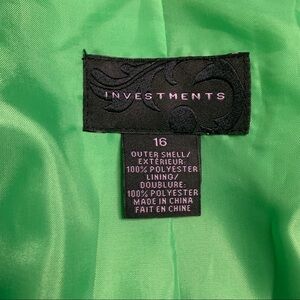 INVESTMENTS
16
OUTER SHELL/
EXTÉRIEUR:
100% POLYESTER
LINING/
DOUBLURE:
100% POLYESTER
MADE IN CHINA
FAIT EN CHINE